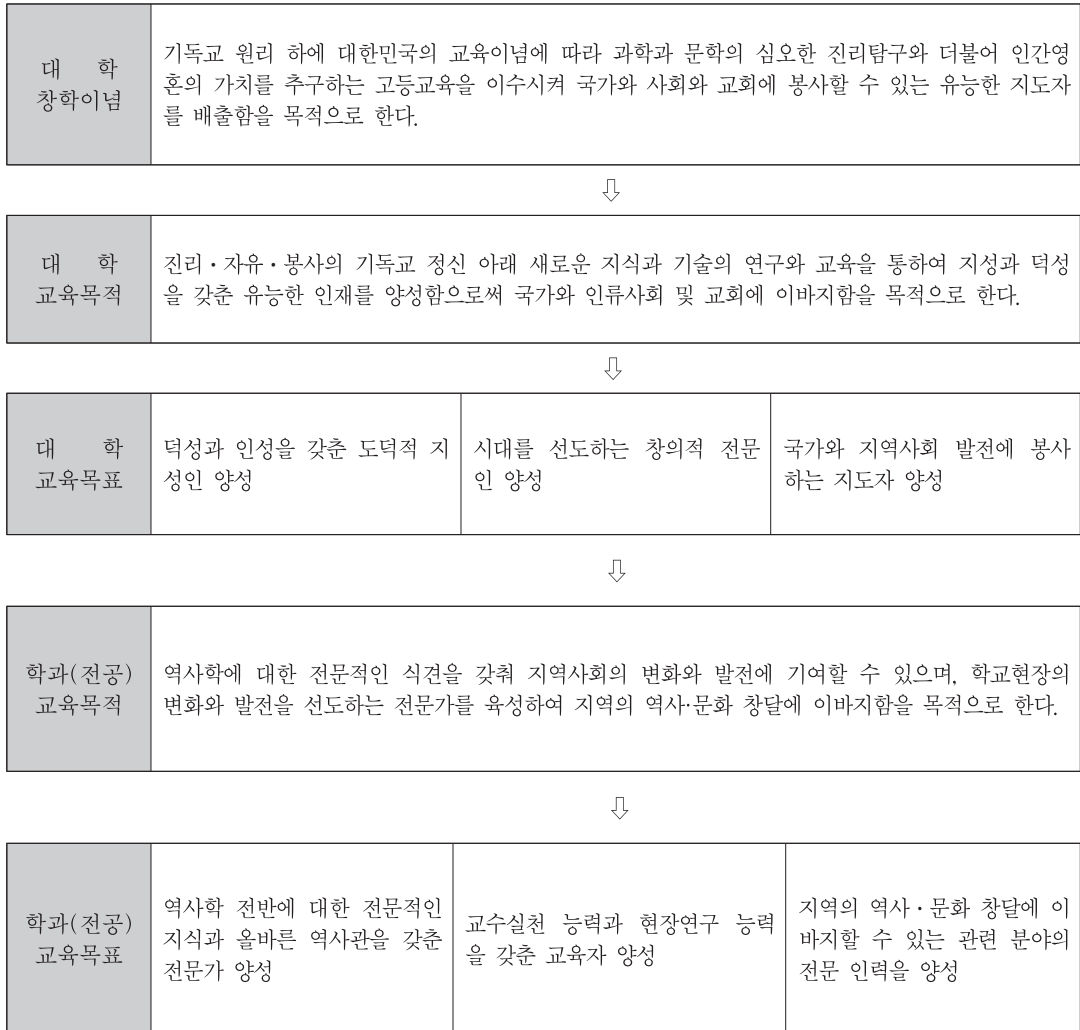 대 학
창학이념
기독교 원리 하에 대한민국의 교육이념에 따라 과학과 문학의 심오한 진리탐구와 더불어 인간영
혼의 가치를 추구하는 고등교육을 이수시켜 국가와 사회와 교회에 봉사할 수 있는 유능한 지도자
를 배출함을 목적으로 한다.
⇩
대 학
교육목적
진리·자유·봉사의 기독교 정신 아래 새로운 지식과 기술의 연구와 교육을 통하여 지성과 덕성
을 갖춘 유능한 인재를 양성함으로써 국가와 인류사회 및 교회에 이바지함을 목적으로 한다.
⇩
대 학
교육목표
덕성과 인성을 갖춘 도덕적 지
성인 양성
시대를 선도하는 창의적 전문
인 양성
국가와 지역사회 발전에 봉사
하는 지도자 양성
⇩
학과(전공)
교육목적
역사학에 대한 전문적인 식견을 갖춰 지역사회의 변화와 발전에 기여할 수 있으며, 학교현장의
변화와 발전을 선도하는 전문가를 육성하여 지역의 역사·문화 창달에 이바지함을 목적으로 한다.
⇩
학과(전공)
교육목표
역사학 전반에 대한 전문적인
지식과 올바른 역사관을 갖춘
전문가 양성
교수실천 능력과 현장연구 능력
을 갖춘 교육자 양성
지역의 역사·문화 창달에 이
바지할 수 있는 관련 분야의
전문 인력을 양성